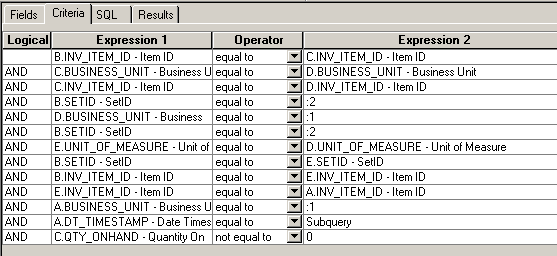 Fields Criteria SQL Results
Logical Expression 1 Operator Expression 2
B.INV_ITEM_ID - Item ID equal to C.INV_ITEM_ID - Item ID
AND C.BUSINESS_UNIT - Business U equal to D.BUSINESS_UNIT - Business Unit
AND C.INV_ITEM_ID - Item ID equal to D.INV_ITEM_ID - Item ID
AND B.SETID - SetID equal to :2
AND D.BUSINESS_UNIT - Business equal to :1
AND B.SETID - SetID equal to :2
AND E.UNIT_OF_MEASURE - Unit of equal to D.UNIT_OF_MEASURE - Unit of Measure
AND B.SETID - SetID equal to E.SETID - SetID
AND B.INV_ITEM_ID - Item ID equal to E.INV_ITEM_ID - Item ID
AND E.INV_ITEM_ID - Item ID equal to A.INV_ITEM_ID - Item ID
AND A.BUSINESS_UNIT - Business U equal to :1
AND A.DT_TIMESTAMP - Date Times equal to Subquery
AND C.QTY_ONHAND - Quantity On not equal to 0